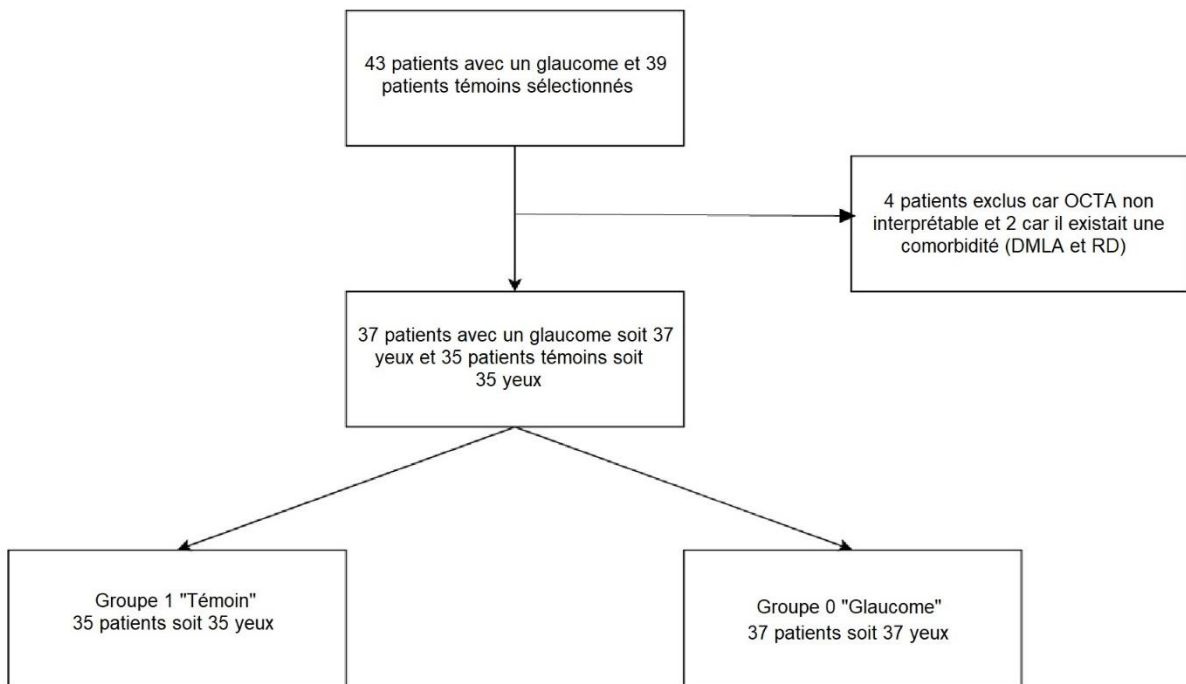 43 patients avec un glaucome et 39
patients témoins sélectionnés
4 patients exclus car OCTA non
interprétable et 2 car il existait une
comorbidité (DMLA et RD)
37 patients avec un glaucome soit 37
yeux et 35 patients témoins soit
35 yeux
Groupe 1 "Témoin"
35 patients soit 35 yeux
Groupe 0 "Glaucome"
37 patients soit 37 yeux